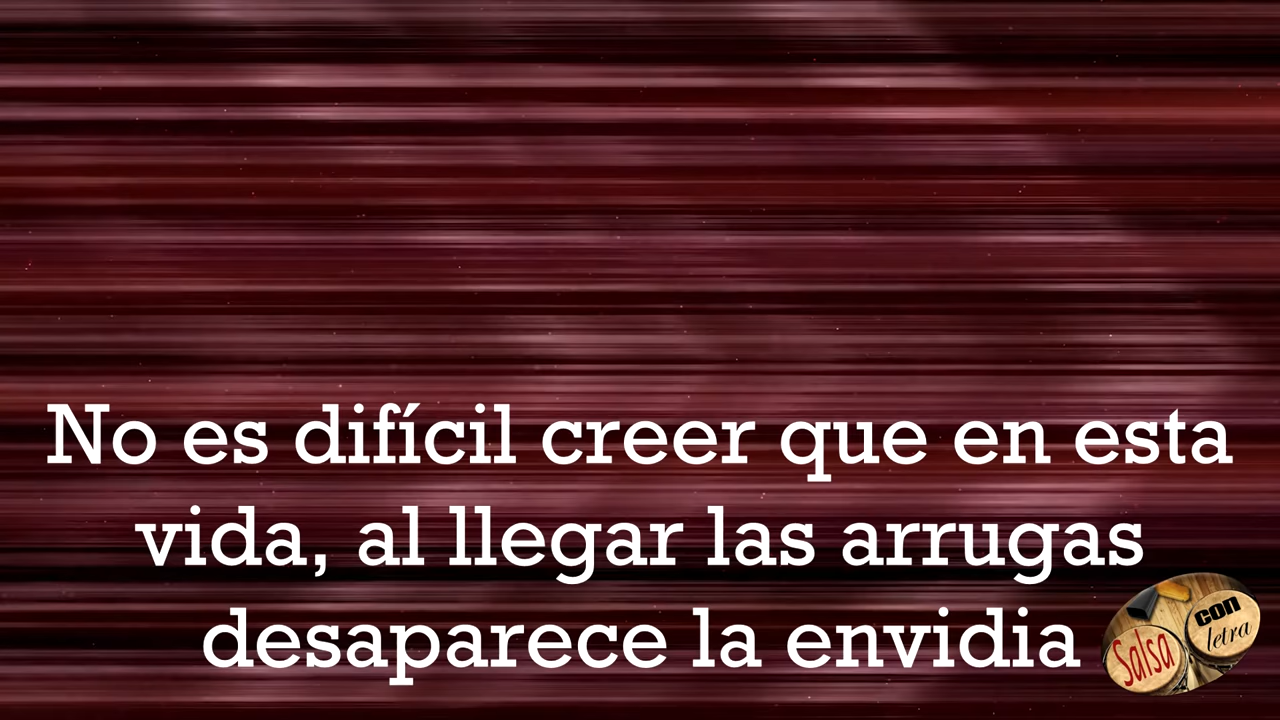 No es difícil creer que en esta
vida, al llegar las arrugas
desaparece la envidia
Salsa
con
letra